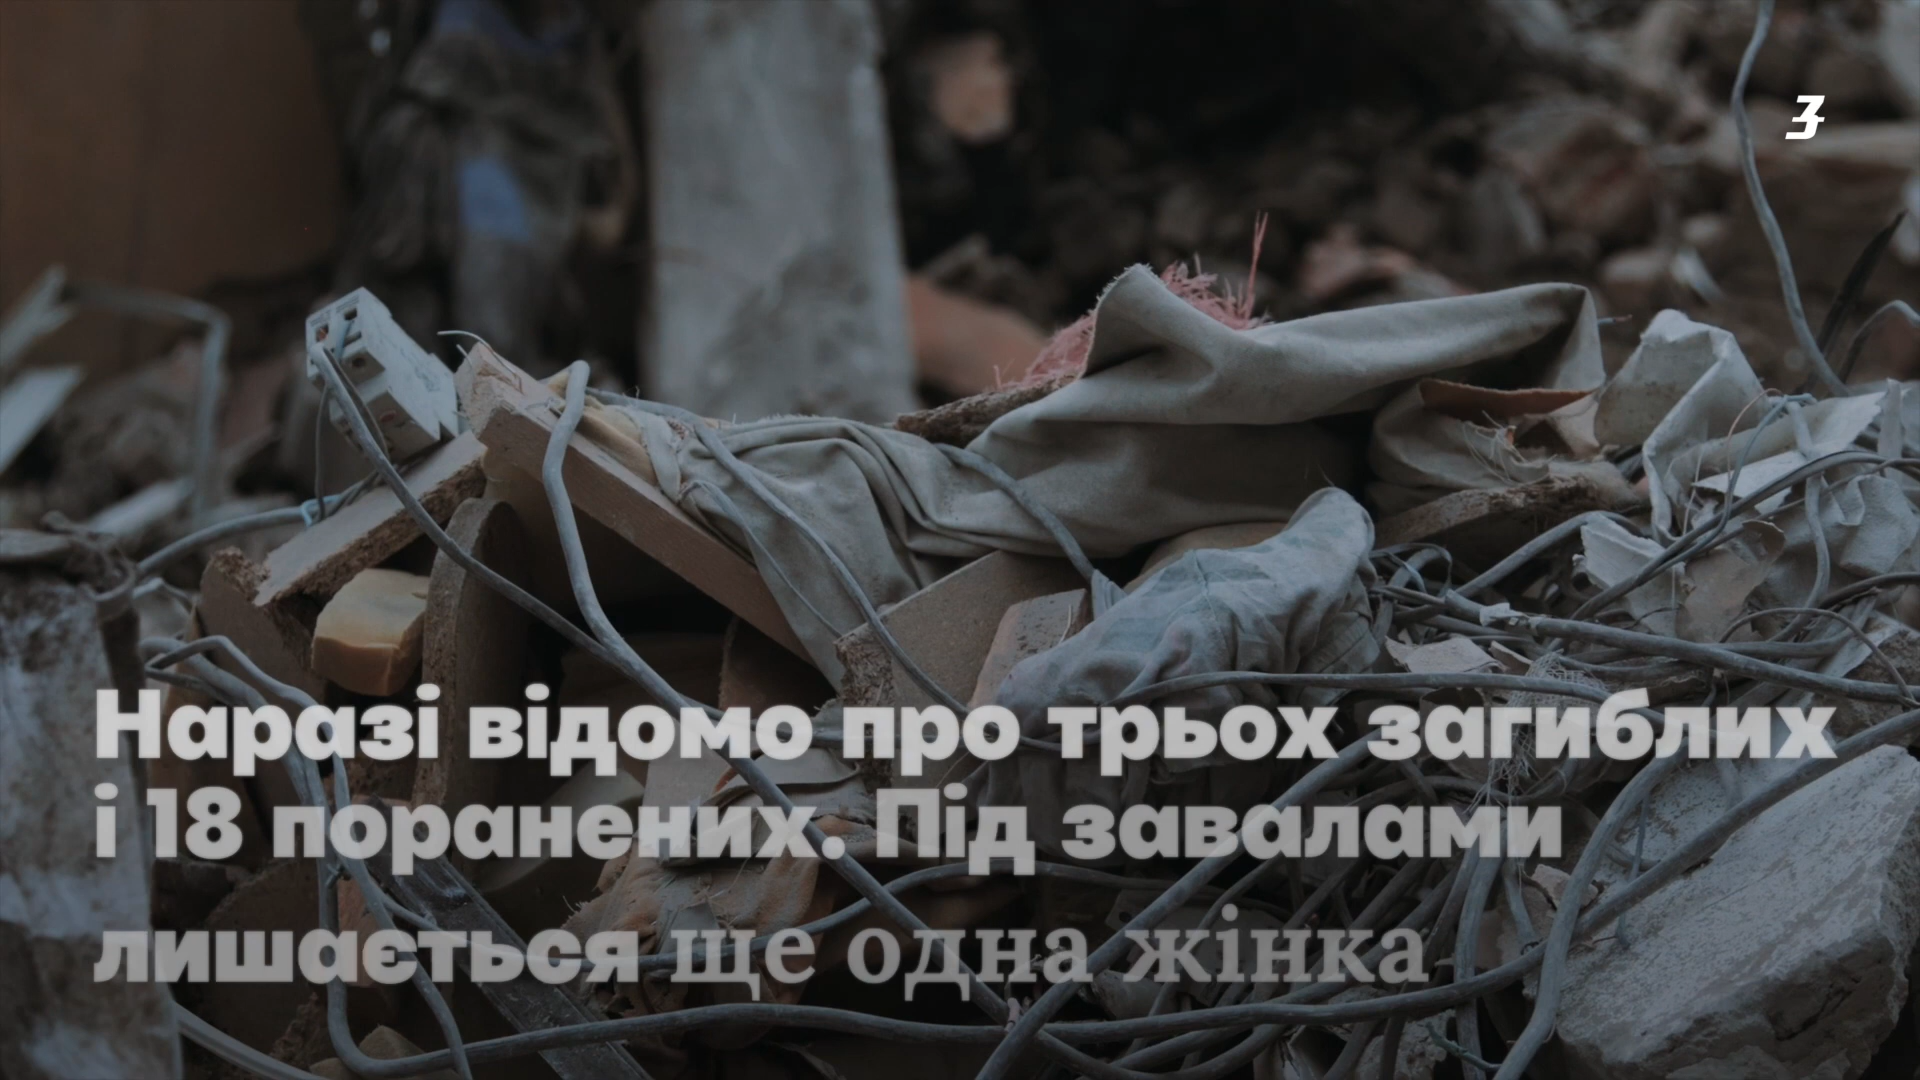 Наразі відомо про трьох загиблих
і 18 поранених. Під завалами
лишається ще одна жінка